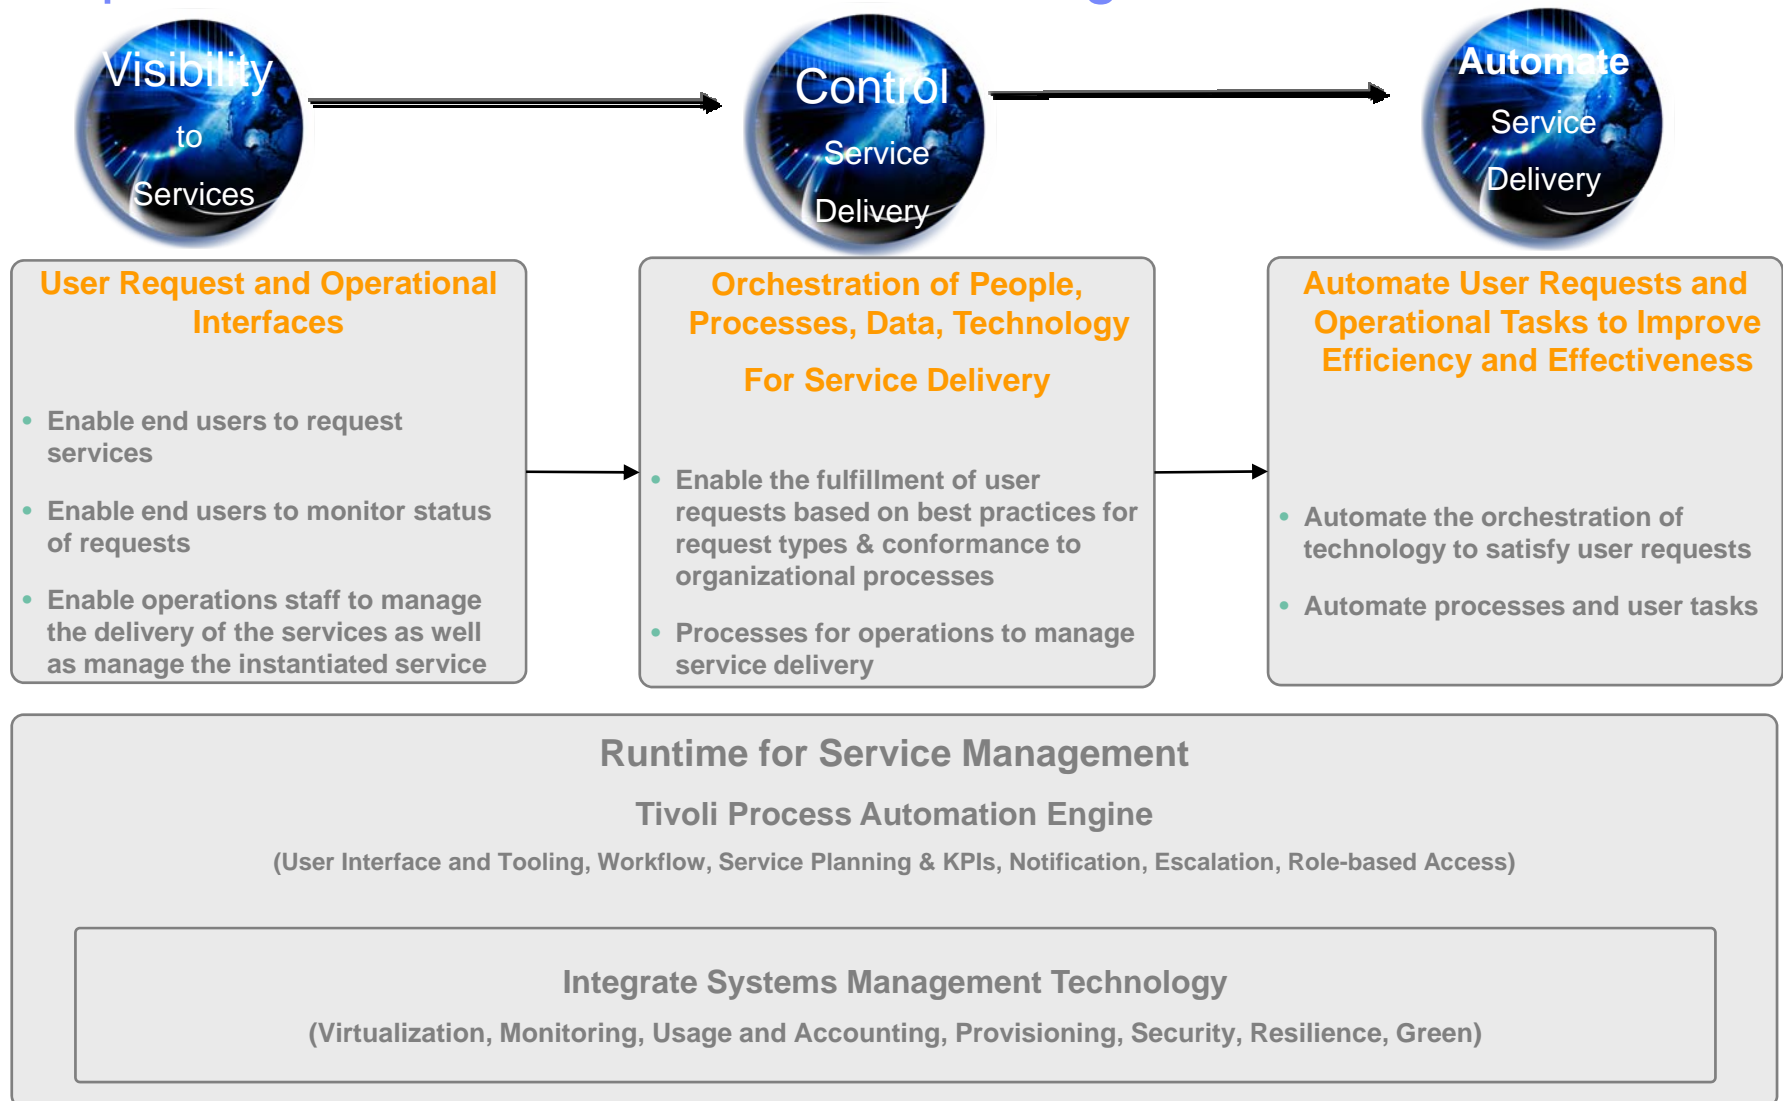 Visibility
to
Services
Control
Service
Delivery
Automate
Service
Delivery
User Request and Operational
Interfaces
• Enable end users to request
services
• Enable end users to monitor status
of requests
• Enable operations staff to manage
the delivery of the services as well
as manage the instantiated service
Orchestration of People,
Processes, Data, Technology
For Service Delivery
• Enable the fulfillment of user
requests based on best practices for
request types & conformance to
organizational processes
• Processes for operations to manage
service delivery
Automate User Requests and
Operational Tasks to Improve
Efficiency and Effectiveness
• Automate the orchestration of
technology to satisfy user requests
• Automate processes and user tasks
Runtime for Service Management
Tivoli Process Automation Engine
(User Interface and Tooling, Workflow, Service Planning & KPIs, Notification, Escalation, Role-based Access)
Integrate Systems Management Technology
(Virtualization, Monitoring, Usage and Accounting, Provisioning, Security, Resilience, Green)